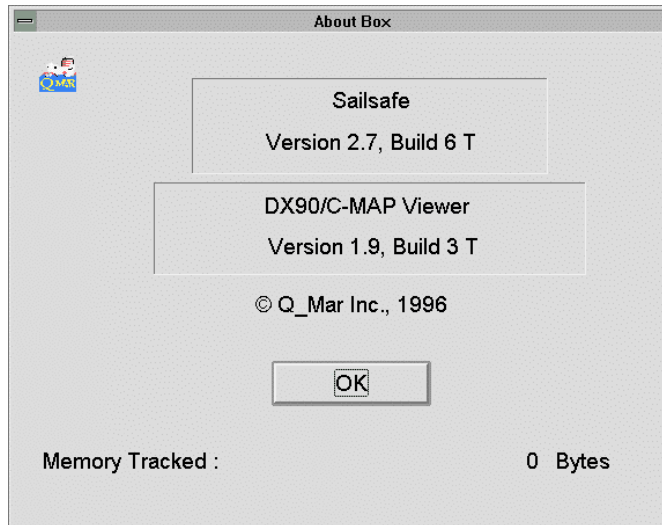 About Box
Q MAR
Sailsafe
Version 2.7, Build 6 T
DX90/C-MAP Viewer
Version 1.9, Build 3 T
© Q_Mar Inc., 1996
OK
Memory Tracked : 0 Bytes